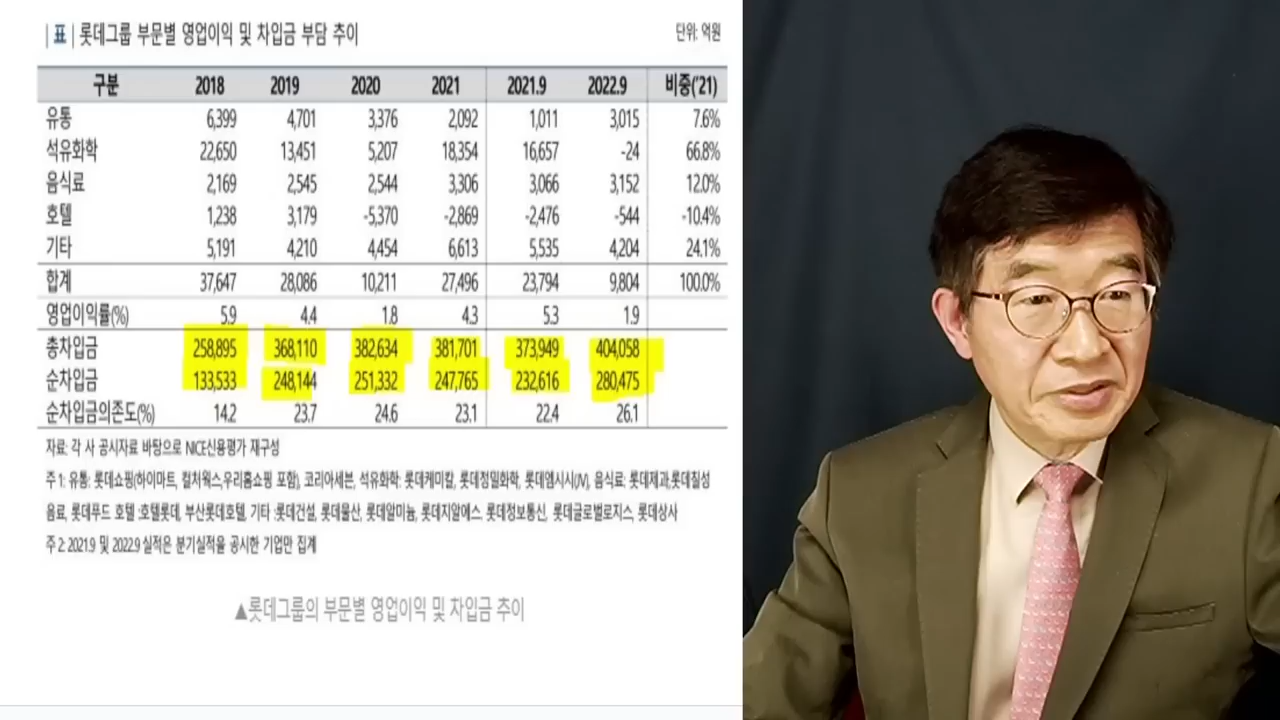 | 표 | 롯데그룹 부문별 영업이익 및 차입금 부담 추이 단위: 억원
구분 2018 2019 2020 2021 2021.9 2022.9 비중('21)
유통 6,399 4,701 3,376 2,092 1,011 3,015 7.6%
석유화학 22,650 13,451 5,207 18,354 16,657 -24 66.8%
음식료 2,169 2,545 2,544 3,306 3,066 3,152 12.0%
호텔 1,238 3,179 -5,370 -2,869 -2,476 -544 -10.4%
기타 5,191 4,210 4,454 6,613 5,535 4,204 24.1%
합계 37,647 28,086 10,211 27,496 23,794 9,804 100.0%
영업이익률(%) 5.9 4.4 1.8 4.3 5.3 1.9
총차입금 258,895 368,110 382,634 381,701 373,949 404,058
순차입금 133,533 248,144 251,332 247,765 232,616 280,475
순차입금의존도(%) 14.2 23.7 24.6 23.1 22.4 26.1
자료: 각 사 공시자료 바탕으로 NICE신용평가 재구성
주 1: 유통: 롯데쇼핑(하이마트, 컬처웍스,우리홈쇼핑 포함), 코리아세븐, 석유화학: 롯데케미칼, 롯데정밀화학, 롯데엠시시(JV), 음식료: 롯데제과,롯데칠성
음료, 롯데푸드 호텔 :호텔롯데, 부산롯데호텔, 기타 :롯데건설, 롯데물산, 롯데알미늄, 롯데지알에스, 롯데정보통신, 롯데글로벌로지스, 롯데상사
주 2: 2021.9 및 2022.9 실적은 분기실적을 공시한 기업만 집계
▲롯데그룹의 부문별 영업이익 및 차입금 추이